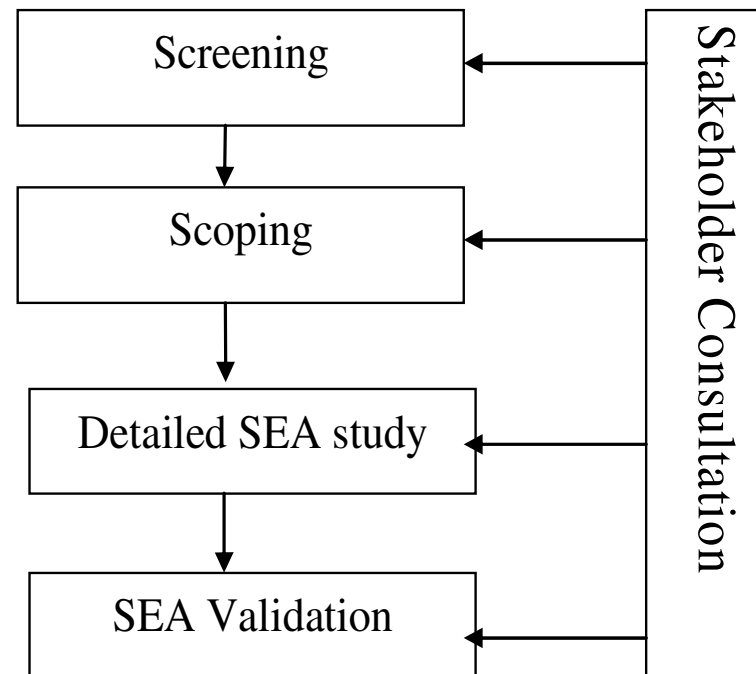 Screening
Scoping
Detailed SEA study
SEA Validation
Stakeholder Consultation